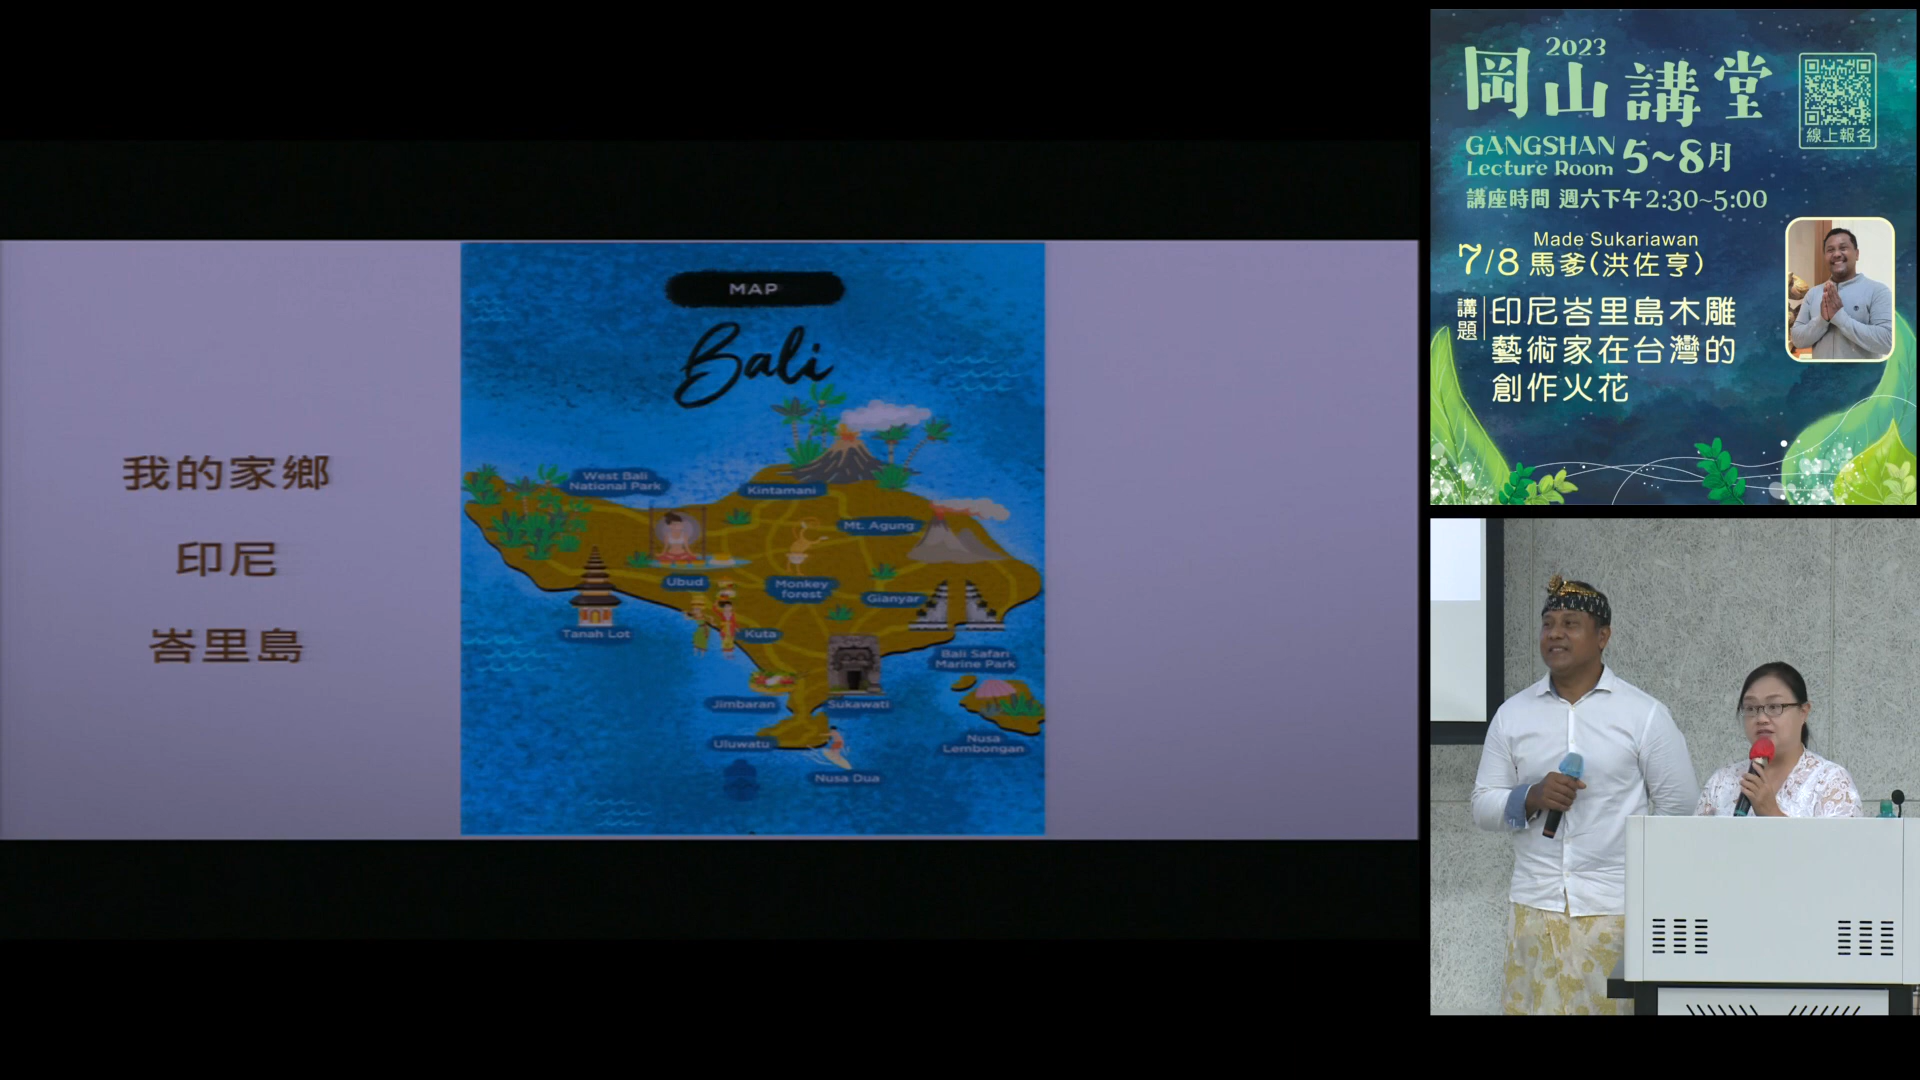 我的家鄉
印尼
峇里島
MAP
Bali
West Bali
National Park
Kintamani
Mt. Agung
Ubud
Monkey
forest
Gianyar
Tanah Lot
Kuta
Bali Safari
Marine Park
Jimbaran
Sukawati
Uluwatu
Nusa
Lembongan
Nusa Dua
2023
岡山講堂
線上報名
GANGSHAN
Lecture Room
5~8月
講座時間 週六下午2:30~5:00
Made Sukariawan
7/8 馬爹(洪佐亨)
講題
印尼峇里島木雕
藝術家在台灣的
創作火花